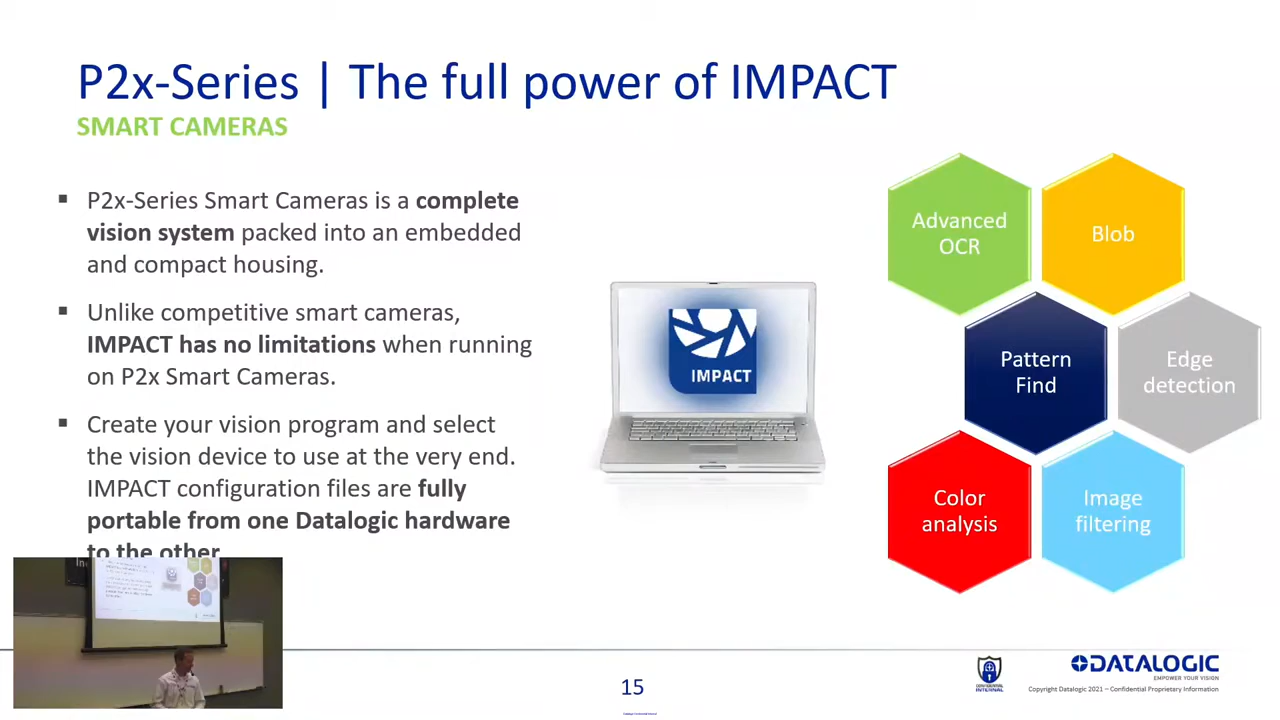 P2x-Series | The full power of IMPACT
SMART CAMERAS
▪ P2x-Series Smart Cameras is a complete
vision system packed into an embedded
and compact housing.
▪ Unlike competitive smart cameras,
IMPACT has no limitations when running
on P2x Smart Cameras.
▪ Create your vision program and select
the vision device to use at the very end.
IMPACT configuration files are fully
portable from one Datalogic hardware
to the other
IMPACT
Advanced
OCR
Blob
Pattern
Find
Edge
detection
Color
analysis
Image
filtering
15
CONFIDENTIAL
INTERNAL
DATALOGIC
EMPOWER YOUR VISION
Copyright Datalogic 2021 – Confidential Proprietary Information